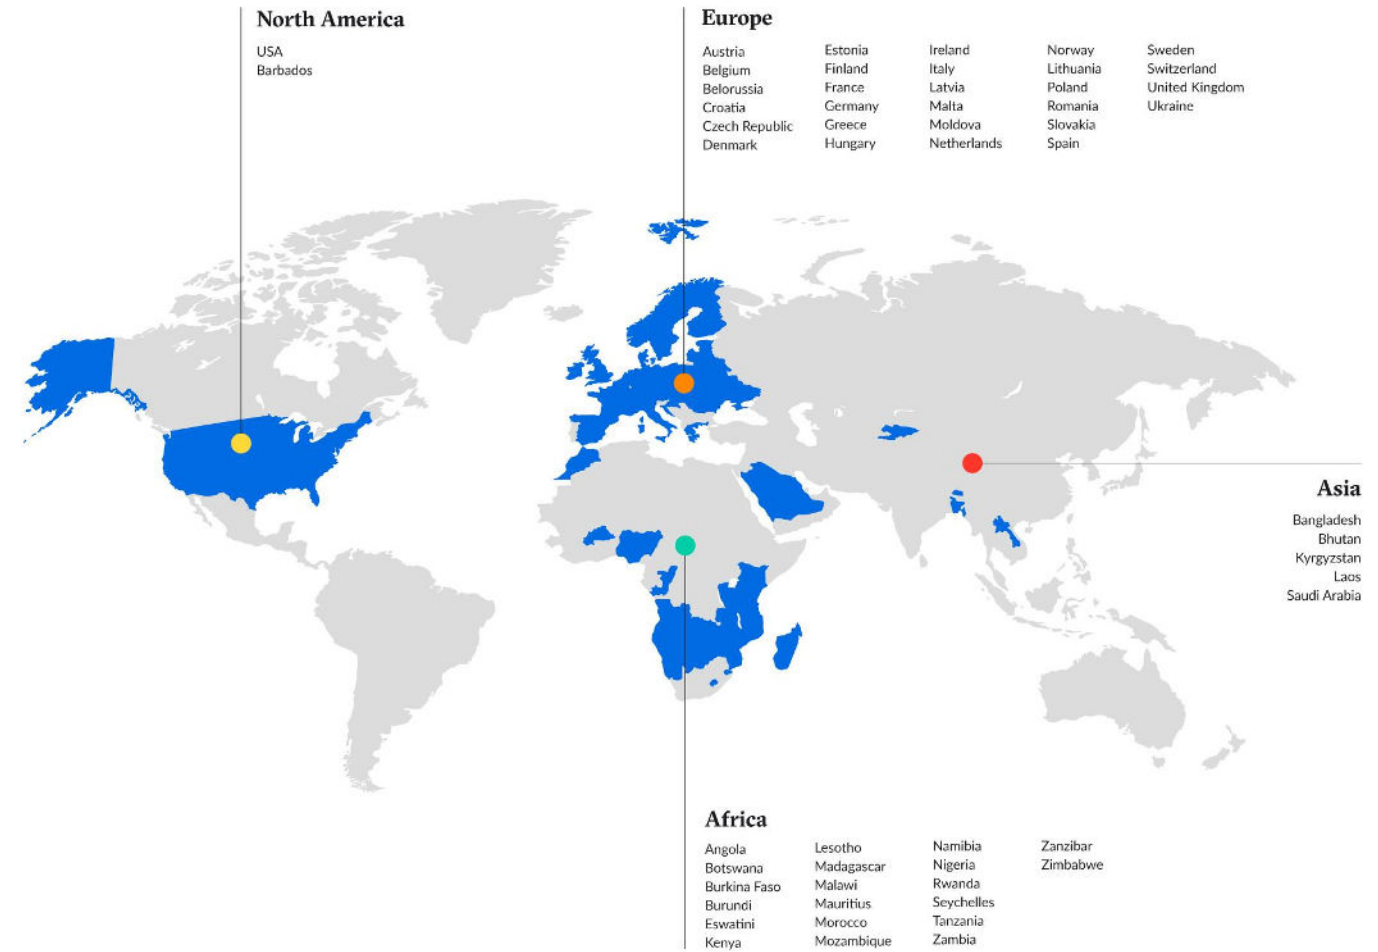 North America
USA
Barbados
Europe
Austria
Belgium
Belorussia
Croatia
Czech Republic
Denmark
Estonia
Finland
France
Germany
Greece
Hungary
Ireland
Italy
Latvia
Malta
Moldova
Netherlands
Norway
Lithuania
Poland
Romania
Slovakia
Spain
Sweden
Switzerland
United Kingdom
Ukraine
Asia
Bangladesh
Bhutan
Kyrgyzstan
Laos
Saudi Arabia
Africa
Angola
Botswana
Burkina Faso
Burundi
Eswatini
Kenya
Lesotho
Madagascar
Malawi
Mauritius
Morocco
Mozambique
Namibia
Nigeria
Rwanda
Seychelles
Tanzania
Zambia
Zanzibar
Zimbabwe